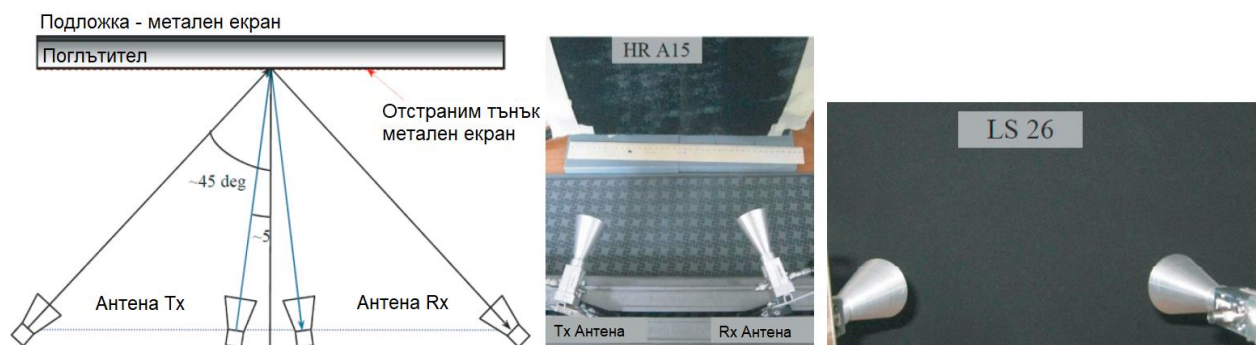 Подложка - метален екран
Поглътител
Отстраним тънък
метален екран
~45 deg
~5
Антена Tx
Антена Rx
HR A15
Tx Антена
Rx Антена
LS 26